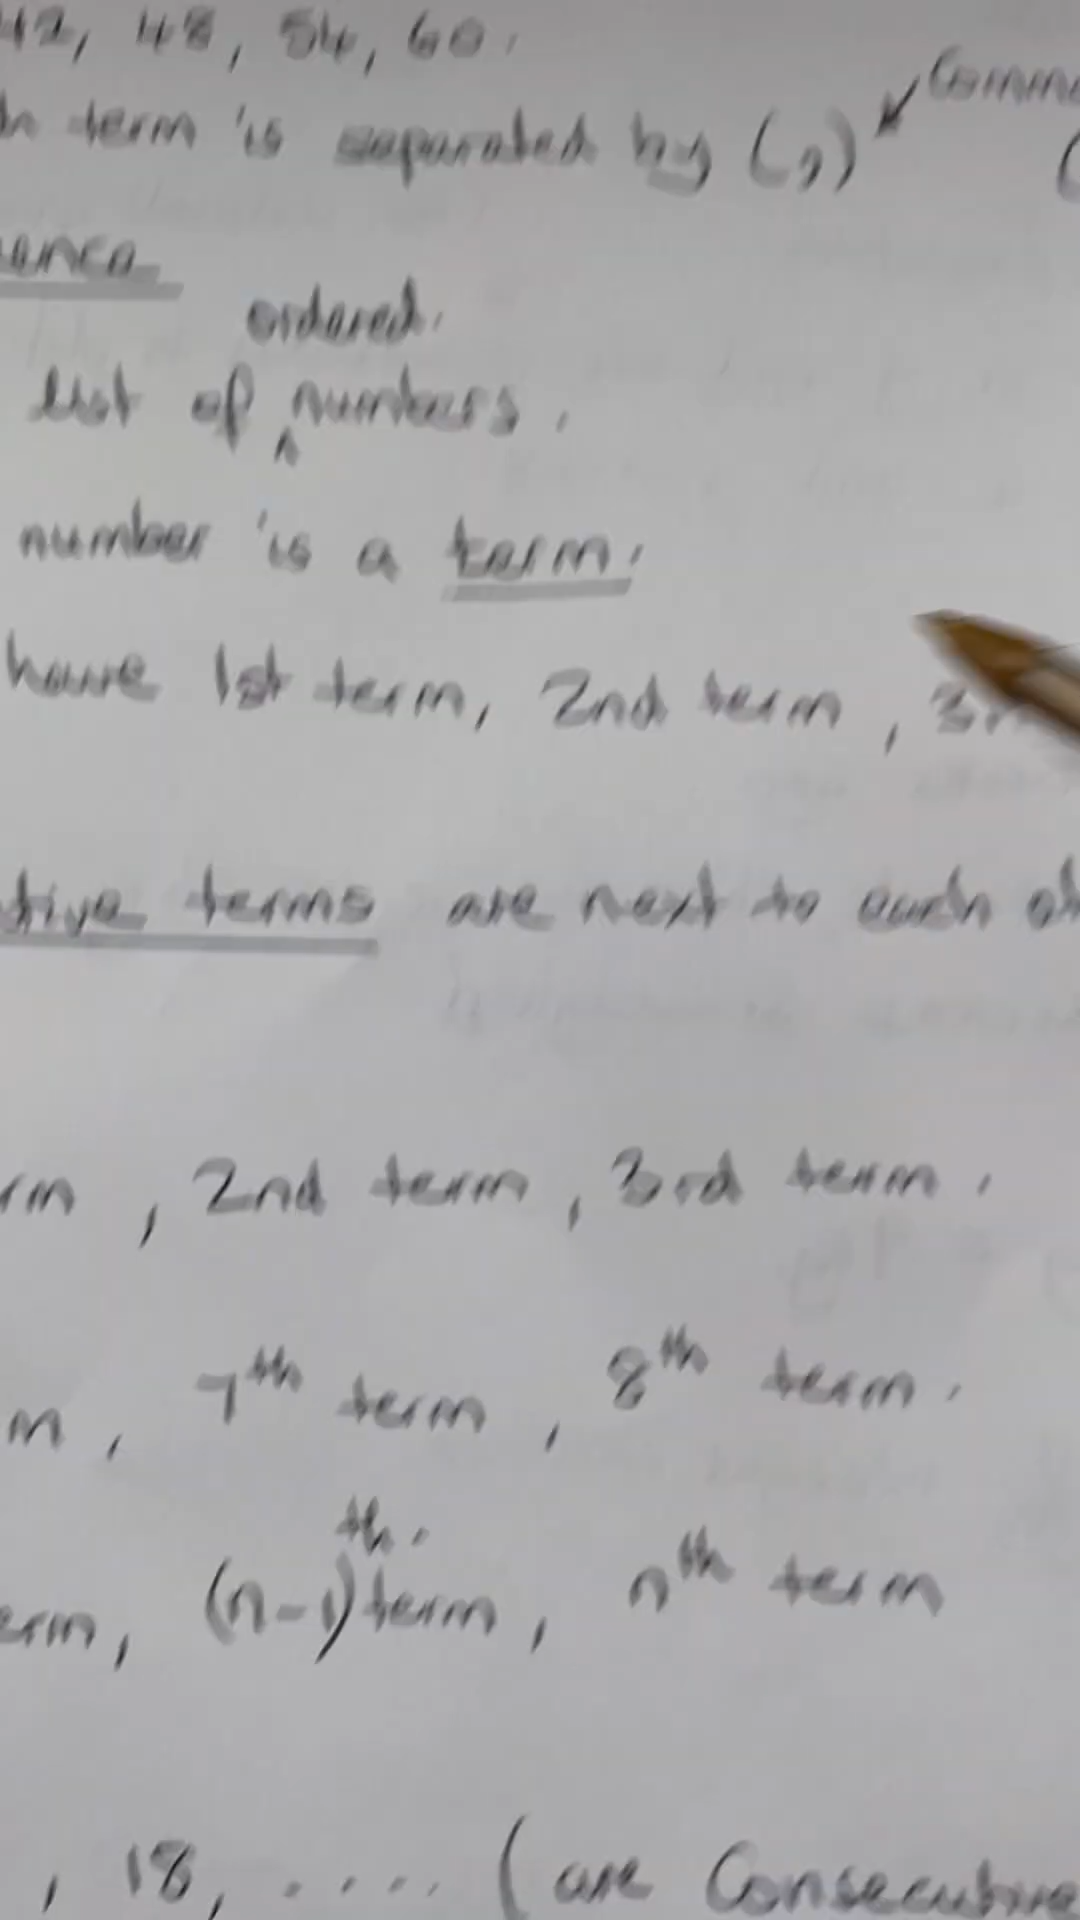 42, 48, 54, 60.
term is separated by (,) (
ordered.
list of ^ numbers.
number is a term.
have 1st term, 2nd term, 
terms are next to each
, 2nd term, 3rd term.
, 7th term, 8th term.
th.
, (n-1) term, nth term
, 18, .... (are Consecutive